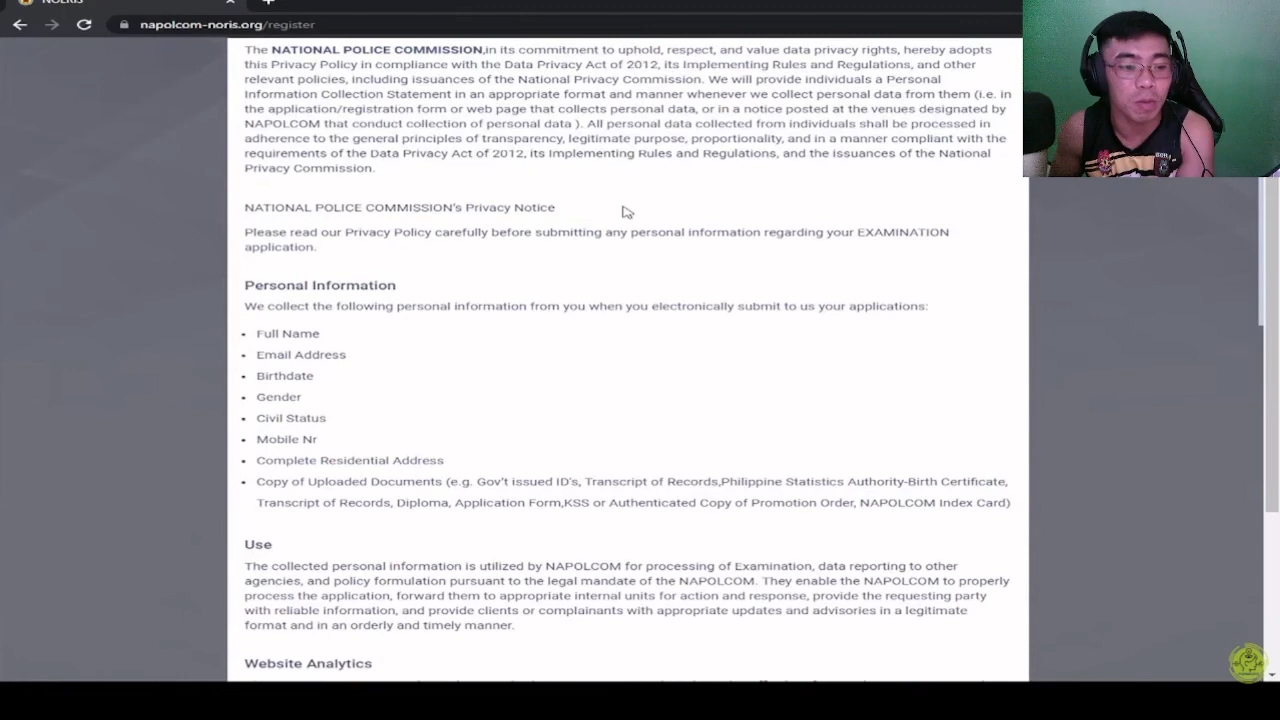 NOLRIS
napolcom-noris.org/register
The NATIONAL POLICE COMMISSION,in its commitment to uphold, respect, and value data privacy rights, hereby adopts
this Privacy Policy in compliance with the Data Privacy Act of 2012, its Implementing Rules and Regulations, and other
relevant policies, including issuances of the National Privacy Commission. We will provide individuals a Personal
Information Collection Statement in an appropriate format and manner whenever we collect personal data from them (i.e. in
the application/registration form or web page that collects personal data, or in a notice posted at the venues designated by
NAPOLCOM that conduct collection of personal data ). All personal data collected from individuals shall be processed in
adherence to the general principles of transparency, legitimate purpose, proportionality, and in a manner compliant with the
requirements of the Data Privacy Act of 2012, its Implementing Rules and Regulations, and the issuances of the National
Privacy Commission.
NATIONAL POLICE COMMISSION's Privacy Notice
Please read our Privacy Policy carefully before submitting any personal information regarding your EXAMINATION
application.
Personal Information
We collect the following personal information from you when you electronically submit to us your applications:
• Full Name
• Email Address
• Birthdate
• Gender
• Civil Status
• Mobile Nr
• Complete Residential Address
• Copy of Uploaded Documents (e.g. Gov't issued ID's, Transcript of Records,Philippine Statistics Authority-Birth Certificate,
Transcript of Records, Diploma, Application Form,KSS or Authenticated Copy of Promotion Order, NAPOLCOM Index Card)
Use
The collected personal information is utilized by NAPOLCOM for processing of Examination, data reporting to other
agencies, and policy formulation pursuant to the legal mandate of the NAPOLCOM. They enable the NAPOLCOM to properly
process the application, forward them to appropriate internal units for action and response, provide the requesting party
with reliable information, and provide clients or complainants with appropriate updates and advisories in a legitimate
format and in an orderly and timely manner.
Website Analytics